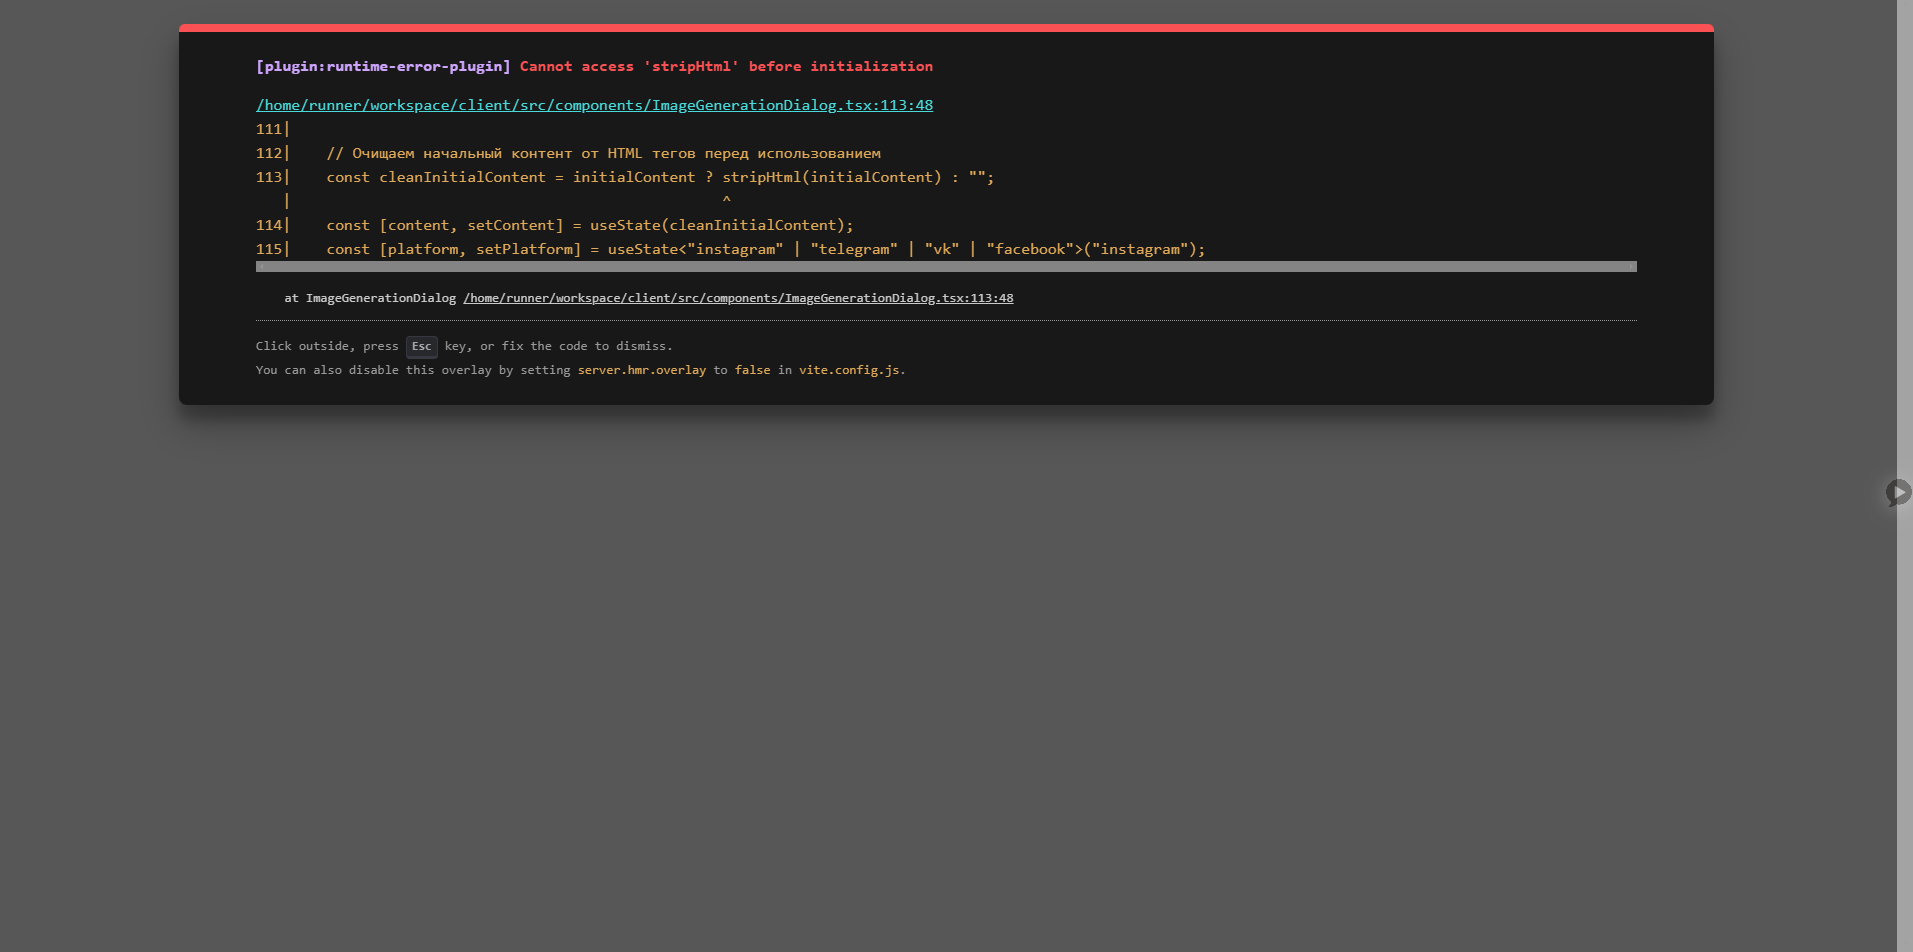 [plugin:runtime-error-plugin] Cannot access 'stripHtml' before initialization
/home/runner/workspace/client/src/components/ImageGenerationDialog.tsx:113:48
111|
112|    // Очищаем начальный контент от HTML тегов перед использованием
113|    const cleanInitialContent = initialContent ? stripHtml(initialContent) : "";
   |                                                 ^
114|    const [content, setContent] = useState(cleanInitialContent);
115|    const [platform, setPlatform] = useState<"instagram" | "telegram" | "vk" | "facebook">("instagram");
at ImageGenerationDialog /home/runner/workspace/client/src/components/ImageGenerationDialog.tsx:113:48
Click outside, press Esc key, or fix the code to dismiss.
You can also disable this overlay by setting server.hmr.overlay to false in vite.config.js.